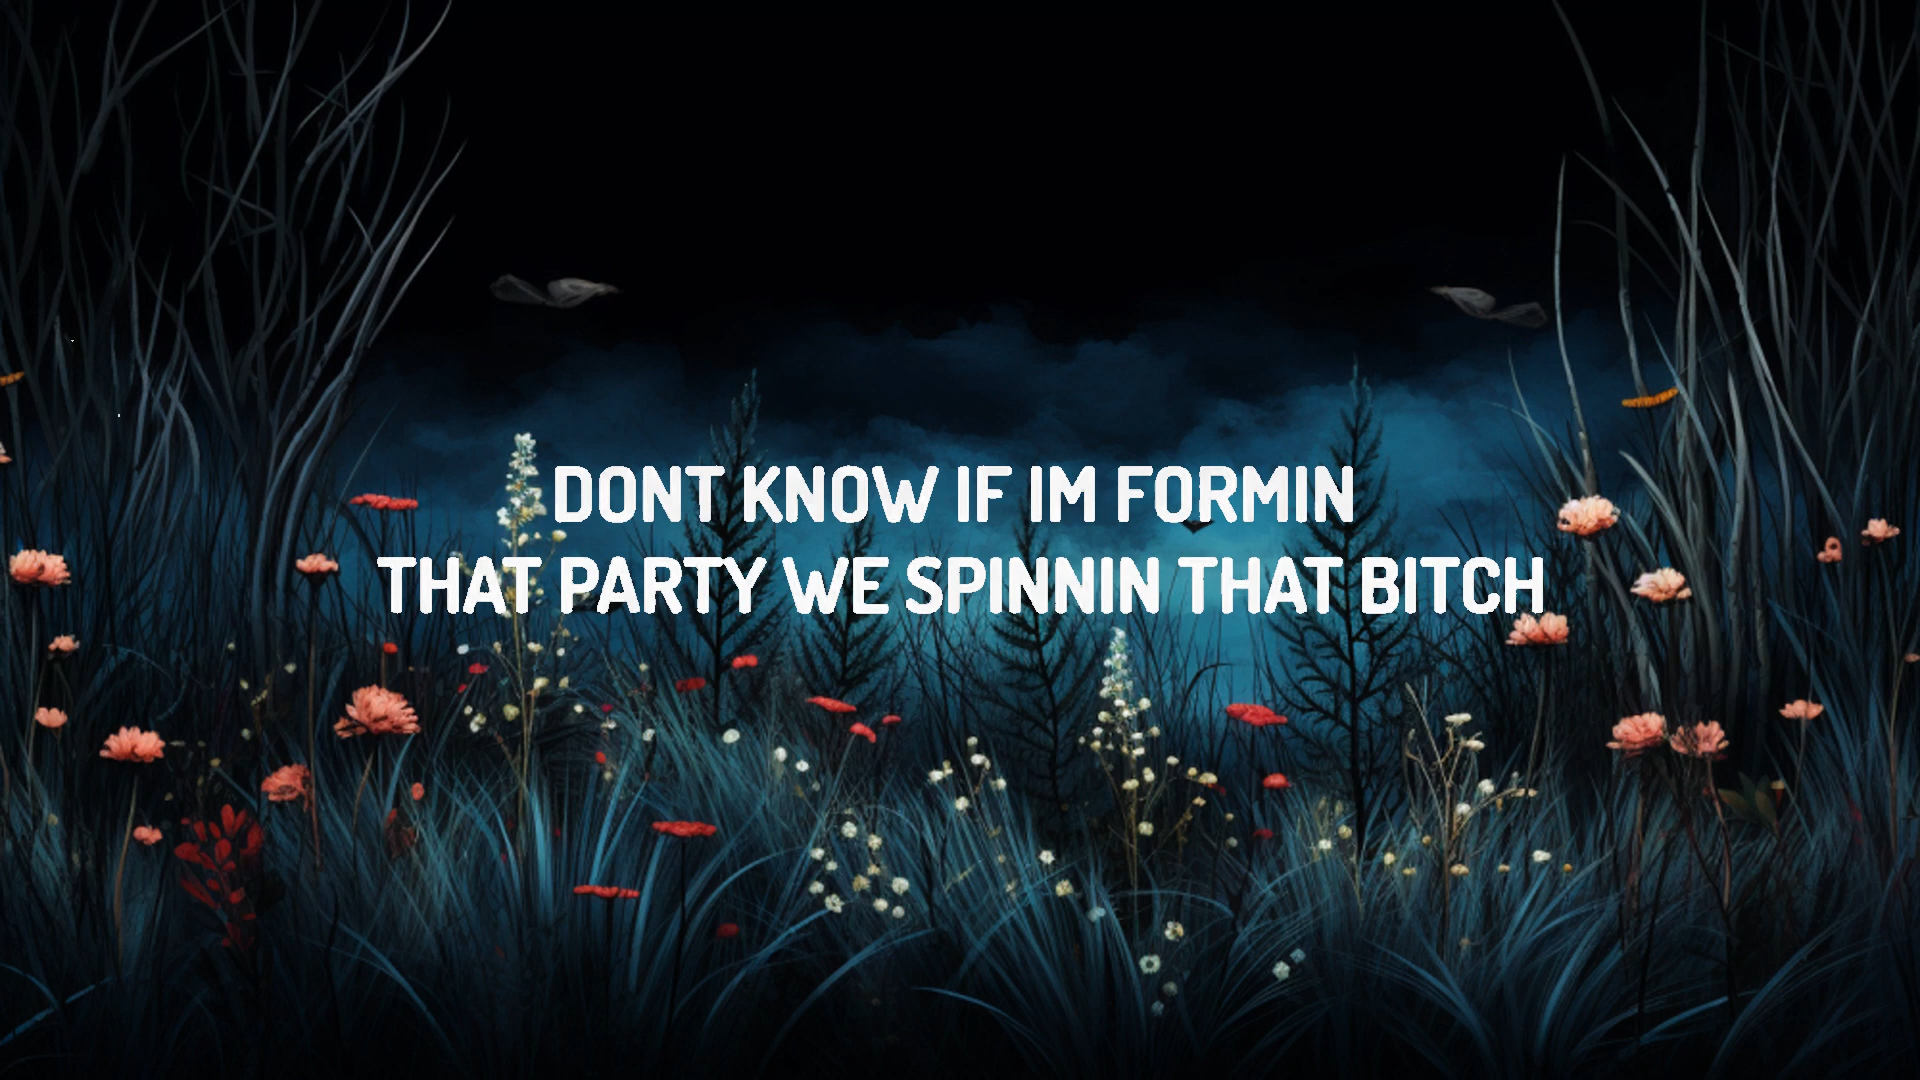 DONT KNOW IF IM FORMIN
THAT PARTY WE SPINNIN THAT BITCH